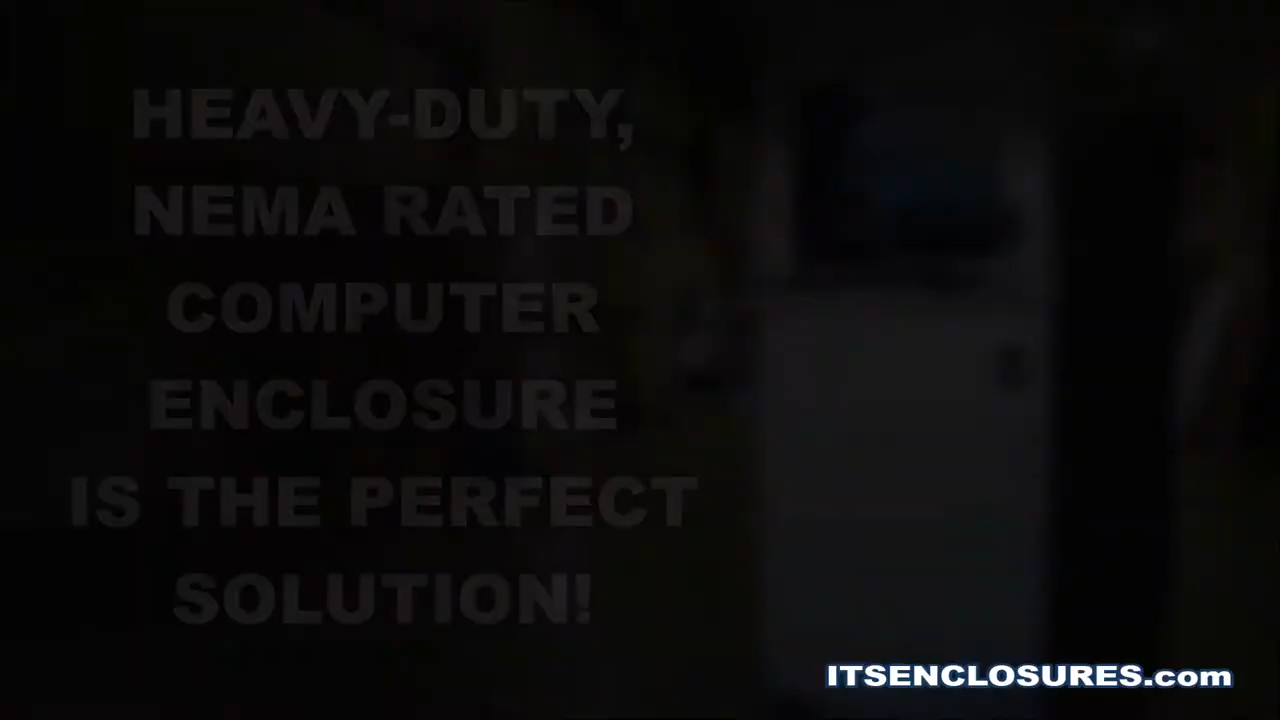 HEAVY-DUTY,
NEMA RATED
COMPUTER
ENCLOSURE
IS THE PERFECT
SOLUTION!
ITSENCLOSURES.com